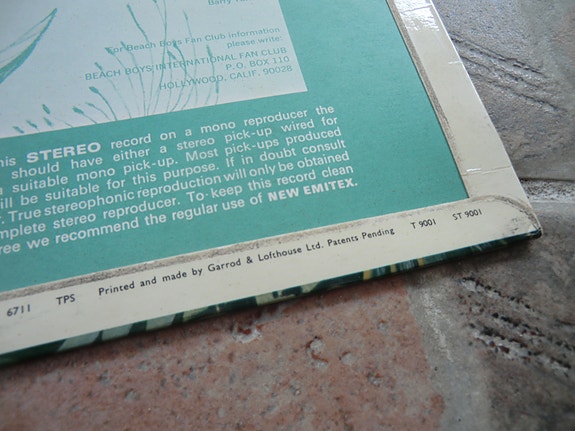 Barry
For Beach Boys Fan Club information
please write:
BEACH BOYS INTERNATIONAL FAN CLUB
P.O. BOX 110
HOLLYWOOD, CALIF. 90028
his STEREO record on a mono reproducer the
should have either a stereo pick-up wired for
a suitable mono pick-up. Most pick-ups produced
ill be suitable for this purpose. If in doubt consult
r. True stereophonic reproduction will only be obtained
mplete stereo reproducer. To keep this record clean
ree we recommend the regular use of NEW EMITEX.
6711 TPS Printed and made by Garrod & Lofthouse Ltd. Patents Pending T 9001 ST 9001